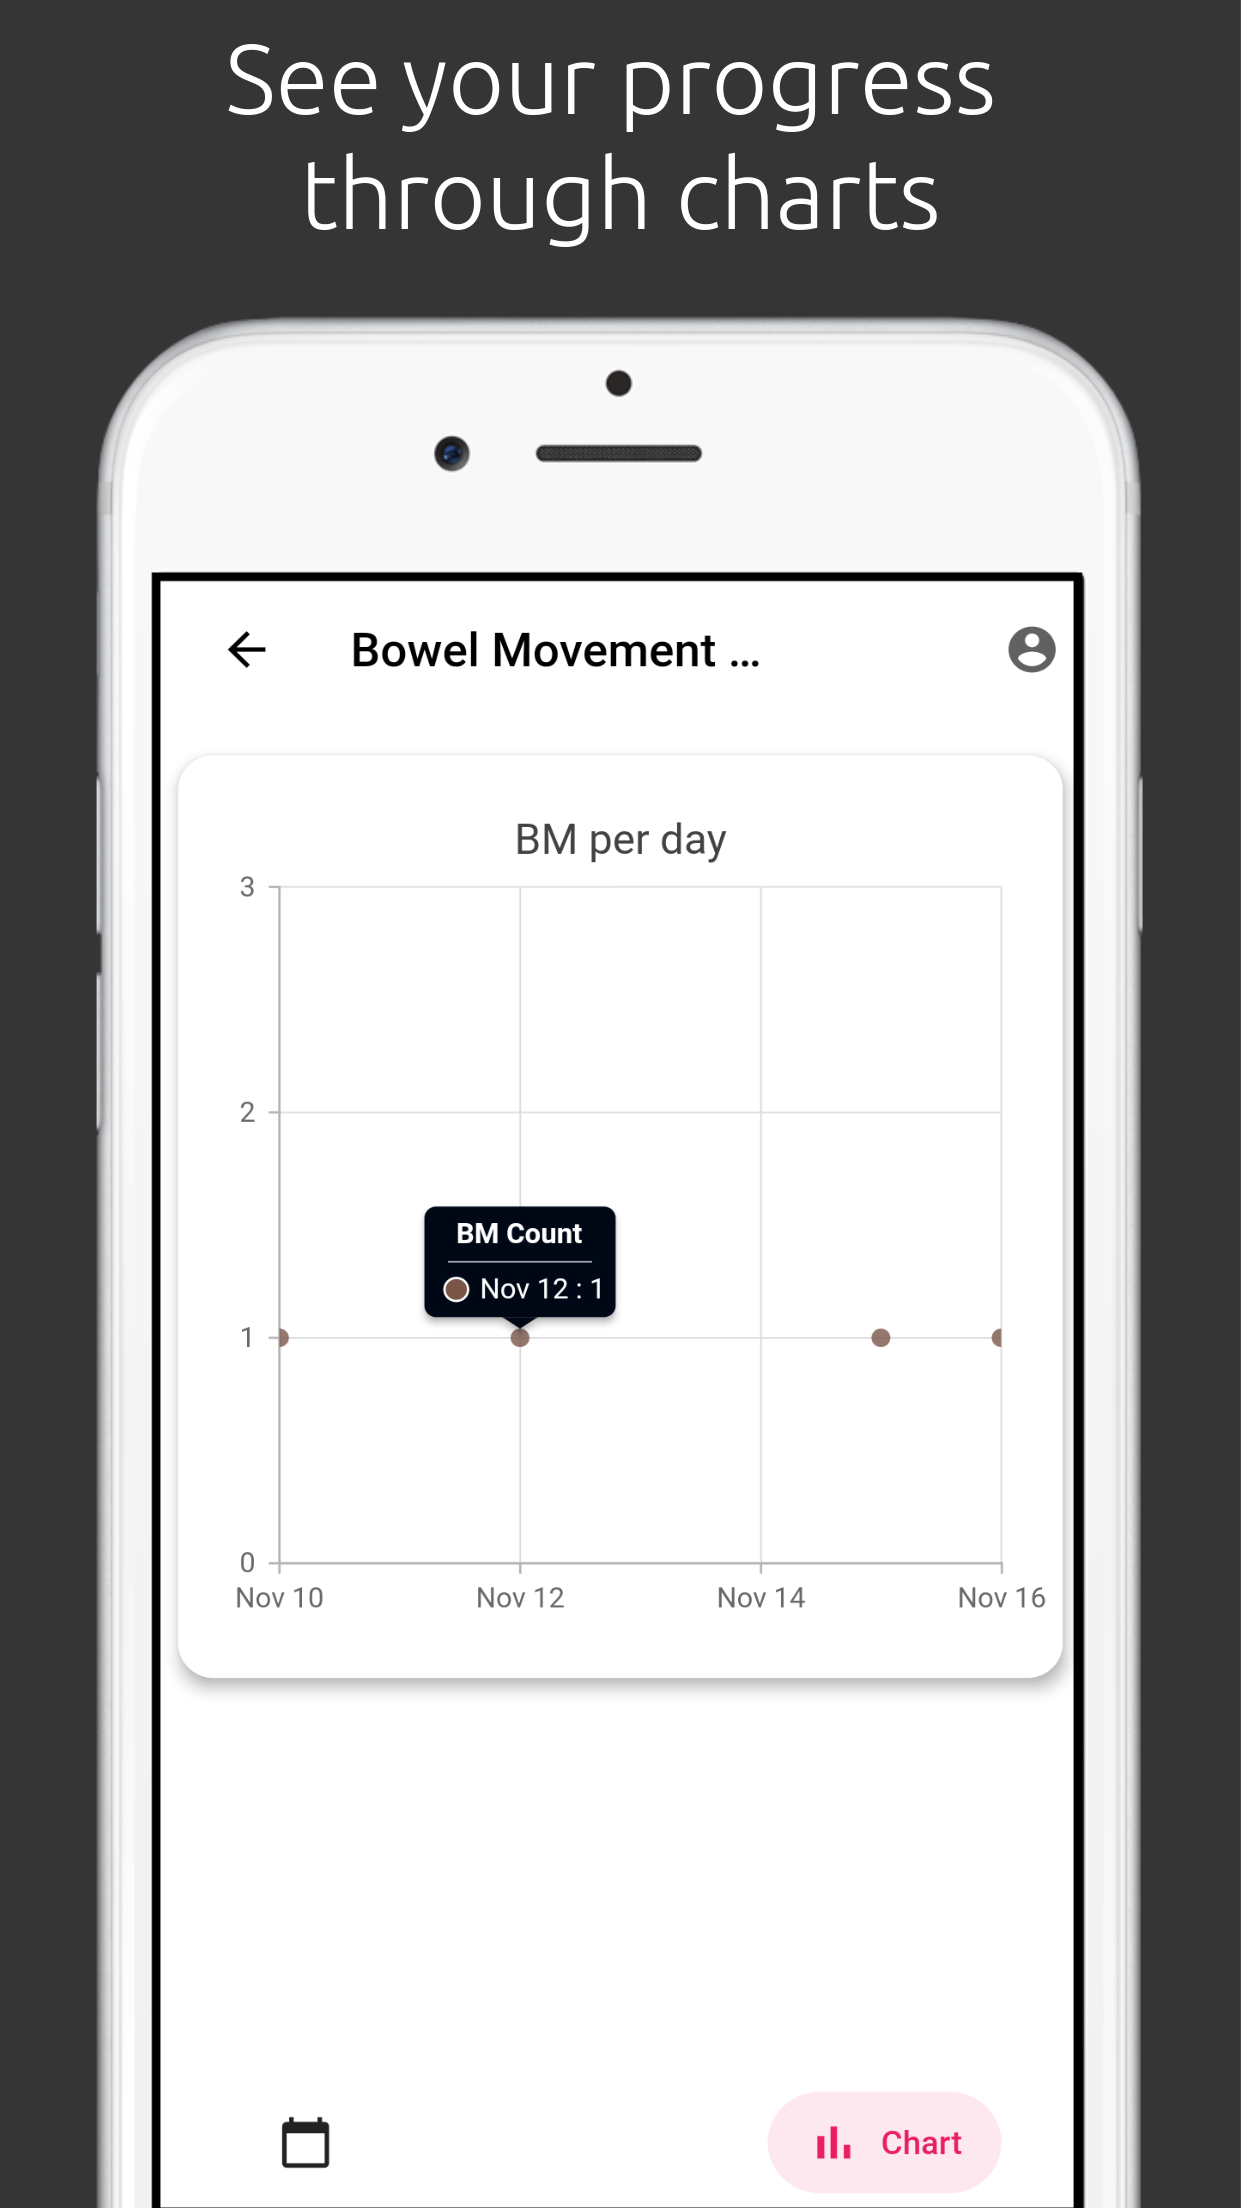 See your progress
through charts
Bowel Movement ...
BM per day
3
2
BM Count
Nov 12 : 1
1
0
Nov 10 Nov 12 Nov 14 Nov 16
Chart